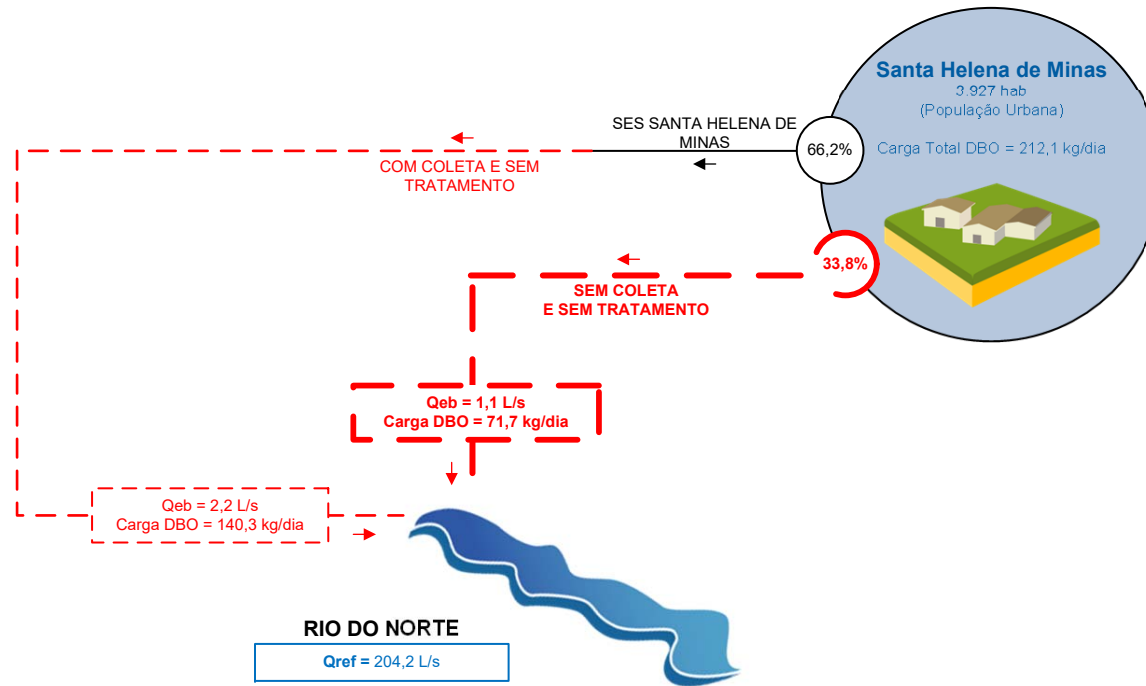 Santa Helena de Minas
3.927 hab
(População Urbana)
Carga Total DBO = 212,1 kg/dia
66,2%
SES SANTA HELENA DE
MINAS
COM COLETA E SEM
TRATAMENTO
33,8%
SEM COLETA
E SEM TRATAMENTO
Qeb = 1,1 L/s
Carga DBO = 71,7 kg/dia
Qeb = 2,2 L/s
Carga DBO = 140,3 kg/dia
RIO DO NORTE
Qref = 204,2 L/s